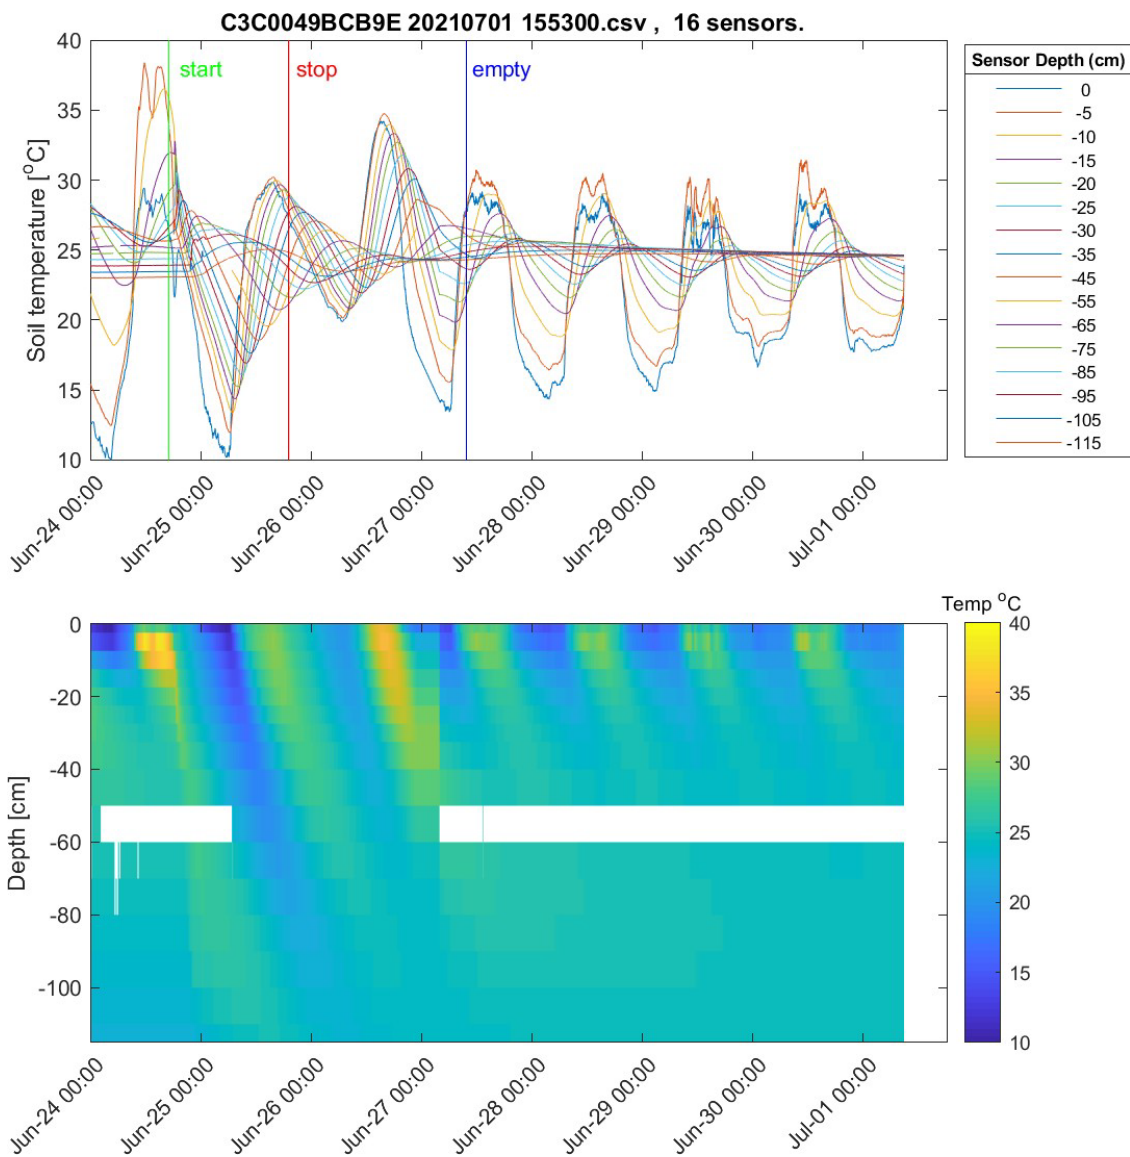 C3C0049BCB9E 20210701 155300.csv ,  16 sensors.
Soil temperature [°C]
40
35
30
25
20
15
10
start
stop
empty
Jun-24 00:00
Jun-25 00:00
Jun-26 00:00
Jun-27 00:00
Jun-28 00:00
Jun-29 00:00
Jun-30 00:00
Jul-01 00:00
Sensor Depth (cm)
0
-5
-10
-15
-20
-25
-30
-35
-45
-55
-65
-75
-85
-95
-105
-115
Depth [cm]
0
-20
-40
-60
-80
-100
Jun-24 00:00
Jun-25 00:00
Jun-26 00:00
Jun-27 00:00
Jun-28 00:00
Jun-29 00:00
Jun-30 00:00
Jul-01 00:00
Temp °C
40
35
30
25
20
15
10